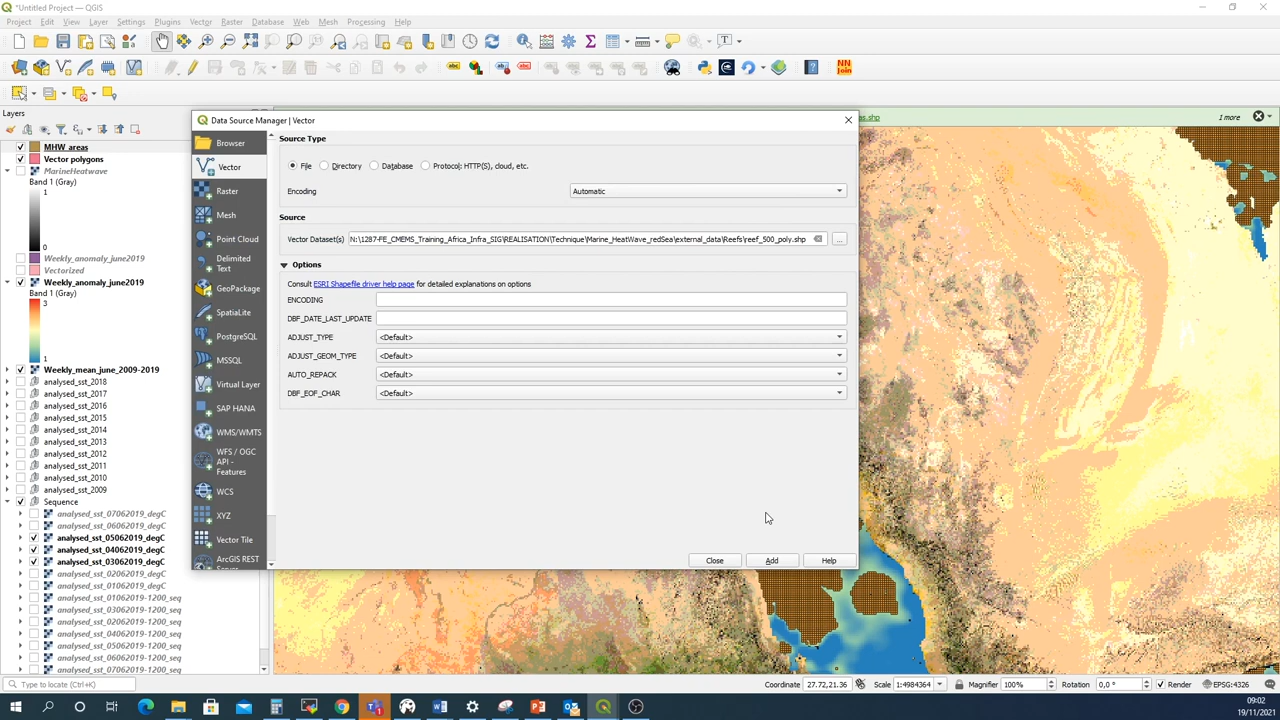 *Untitled Project — QGIS
Project Edit View Layer Settings Plugins Vector Raster Database Web Mesh Processing Help
Layers
MHW_areas
Vector polygons
MarineHeatwave
Band 1 (Gray)
1
0
Weekly_anomaly_june2019
Vectorized
Weekly_anomaly_june2019
Band 1 (Gray)
3
1
Weekly_mean_june_2009-2019
analysed_sst_2018
analysed_sst_2017
analysed_sst_2016
analysed_sst_2015
analysed_sst_2014
analysed_sst_2013
analysed_sst_2012
analysed_sst_2011
analysed_sst_2010
analysed_sst_2009
Sequence
analysed_sst_07062019_degC
analysed_sst_06062019_degC
analysed_sst_05062019_degC
analysed_sst_04062019_degC
analysed_sst_03062019_degC
analysed_sst_02062019_degC
analysed_sst_01062019_degC
analysed_sst_01062019-1200_seq
analysed_sst_03062019-1200_seq
analysed_sst_02062019-1200_seq
analysed_sst_04062019-1200_seq
analysed_sst_05062019-1200_seq
analysed_sst_06062019-1200_seq
analysed_sst_07062019-1200_seq
Data Source Manager | Vector
Browser
Vector
Raster
Mesh
Point Cloud
Delimited
Text
GeoPackage
SpatiaLite
PostgreSQL
MSSQL
Virtual Layer
SAP HANA
WMS/WMTS
WFS / OGC
API -
Features
WCS
XYZ
Vector Tile
ArcGIS REST
Server
Source Type
File Directory Database Protocol: HTTP(S), cloud, etc.
Encoding Automatic
Source
Vector Dataset(s) N:\1287-FE_CMEMS_Training_Africa_Infra_SIG\REALISATION\Technique\Marine_HeatWave_redSea\external_data\Reefs\reef_500_poly.shp ...
Options
Consult ESRI Shapefile driver help page for detailed explanations on options
ENCODING
DBF_DATE_LAST_UPDATE
ADJUST_TYPE <Default>
ADJUST_GEOM_TYPE <Default>
AUTO_REPACK <Default>
DBF_EOF_CHAR <Default>
Close Add Help
as.shp 1 more
Type to locate (Ctrl+K) Coordinate 27.72,21.36 Scale 1:4984364 Magnifier 100% Rotation 0,0 ° Render EPSG:4326
09:02
19/11/2021